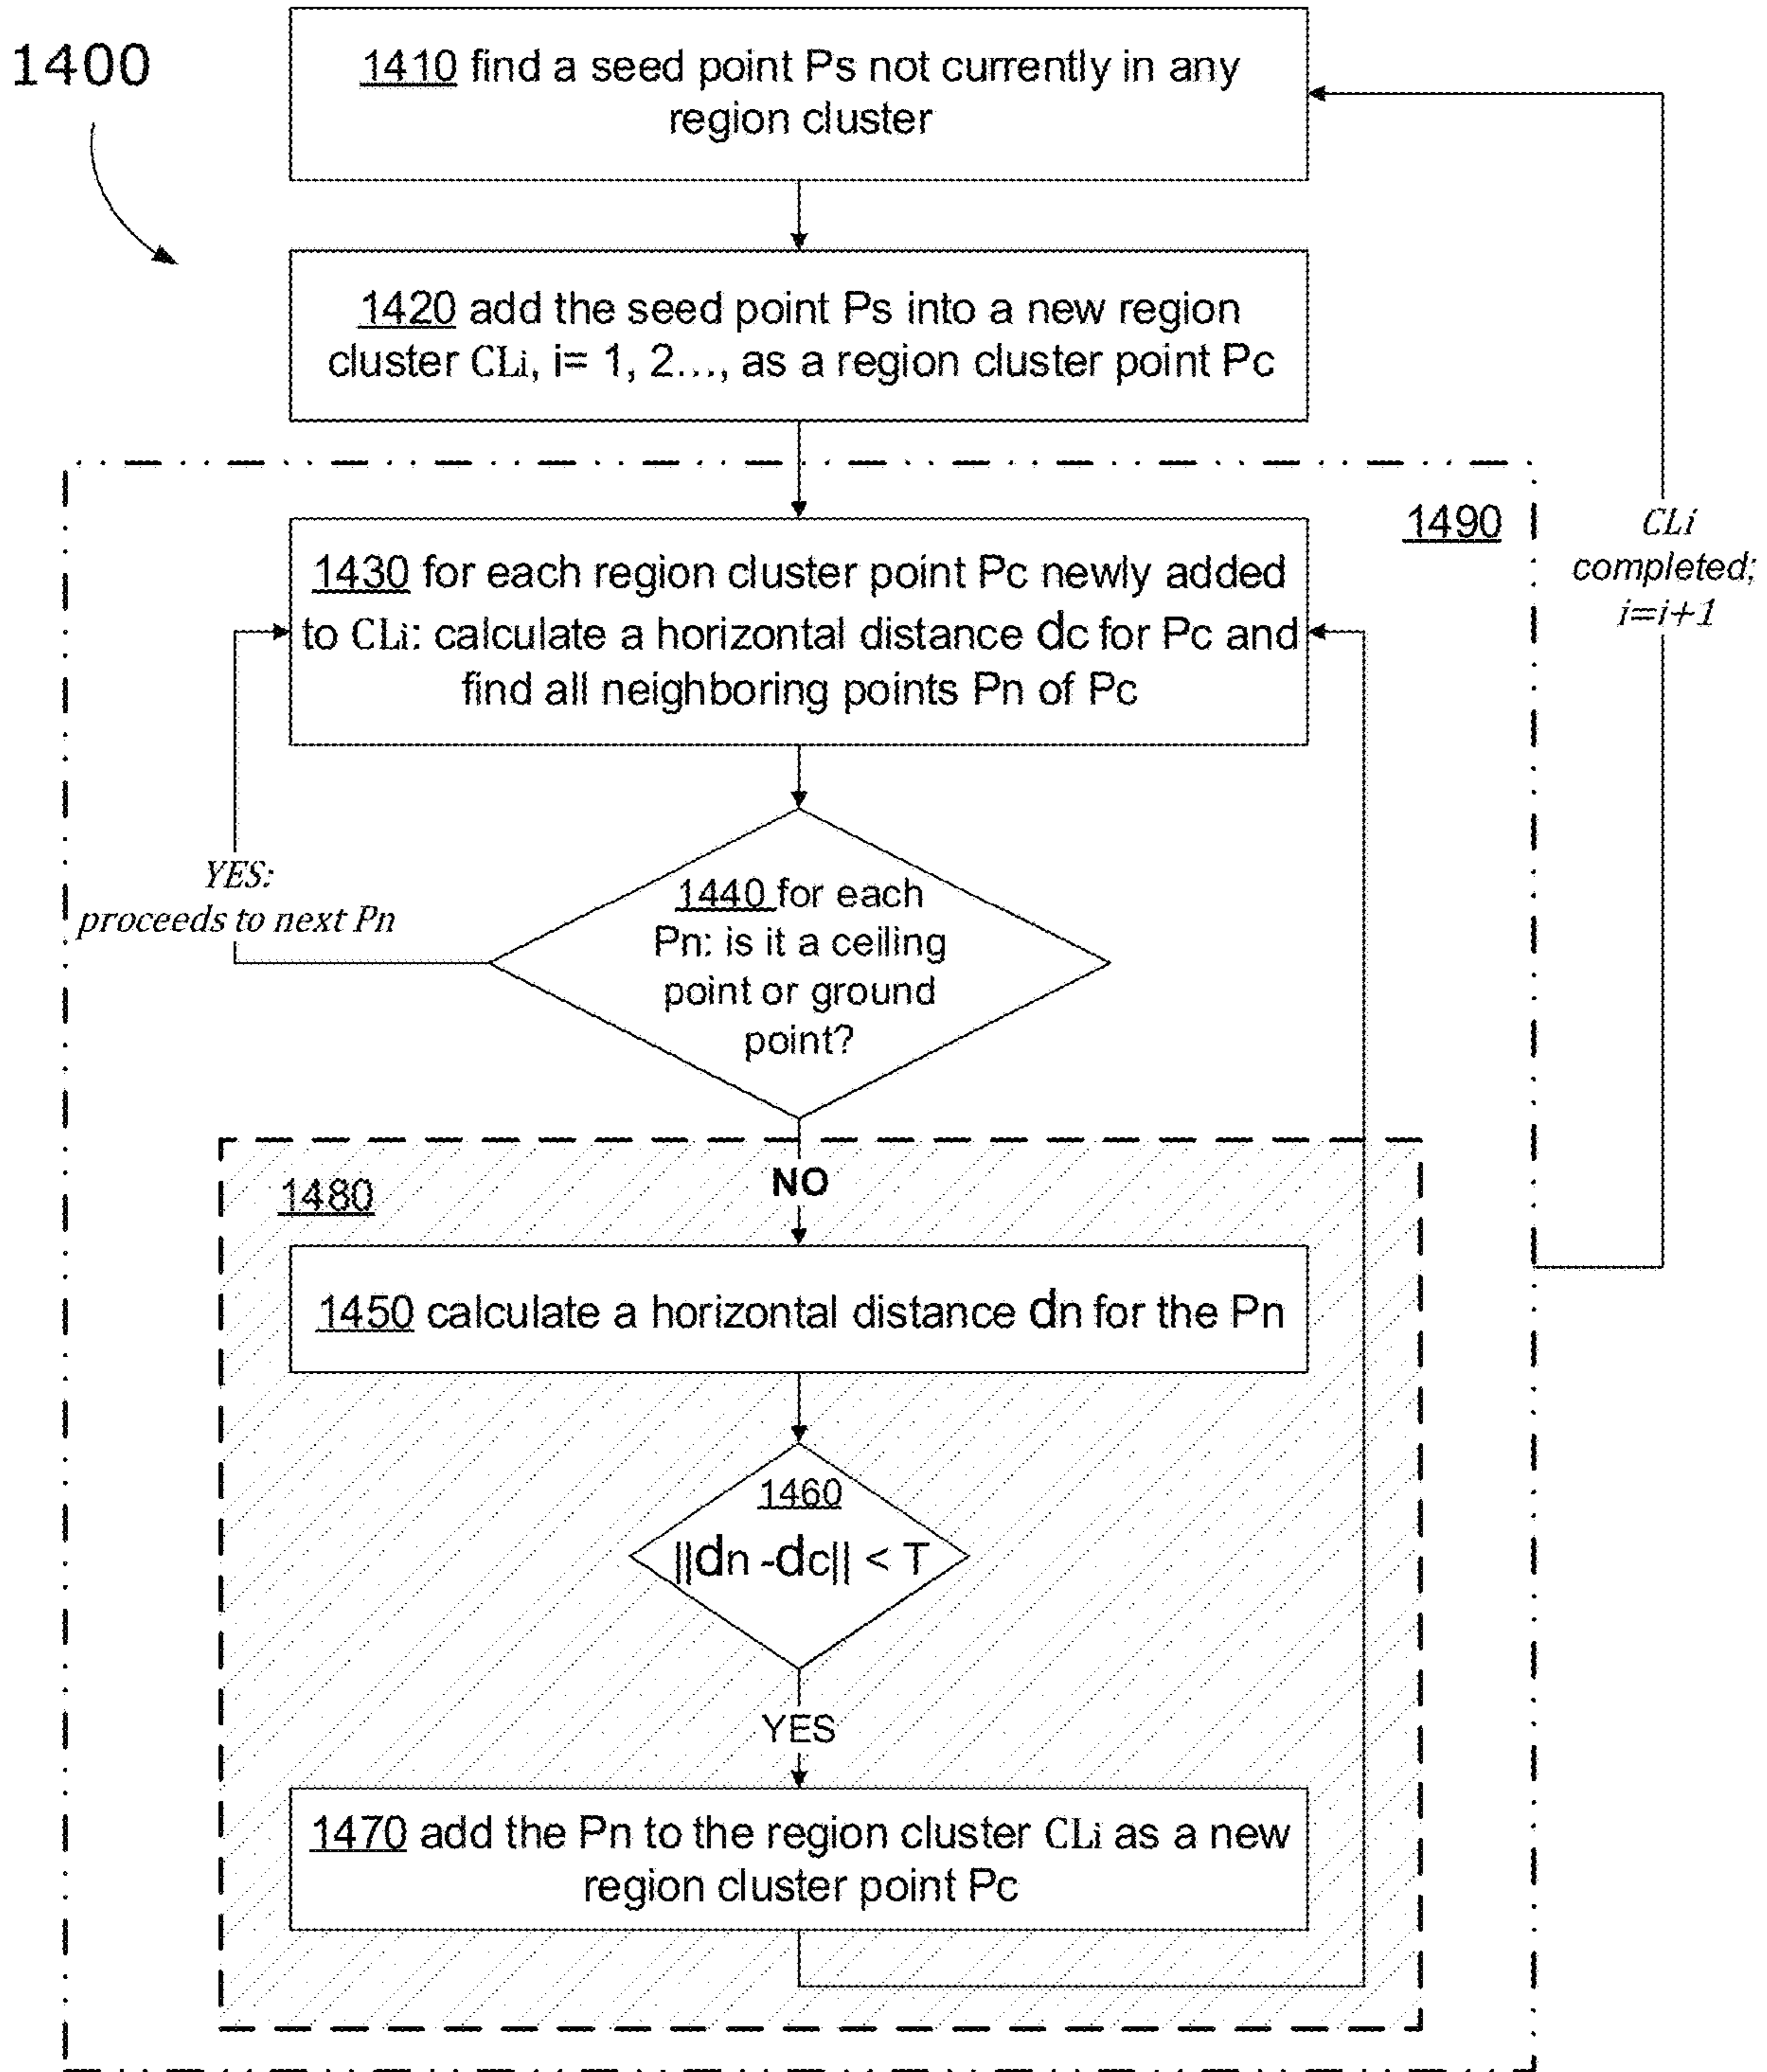 1400
1410 find a seed point Ps not currently in any
region cluster
1420 add the seed point Ps into a new region
cluster CLi, i= 1, 2..., as a region cluster point Pc
1490
CLi
completed;
i=i+1
1430 for each region cluster point Pc newly added
to CLi: calculate a horizontal distance dc for Pc and
find all neighboring points Pn of Pc
YES:
proceeds to next Pn
1440 for each
Pn: is it a ceiling
point or ground
point?
NO
1480
1450 calculate a horizontal distance dn for the Pn
1460
||dn -dc|| < T
YES
1470 add the Pn to the region cluster CLi as a new
region cluster point Pc